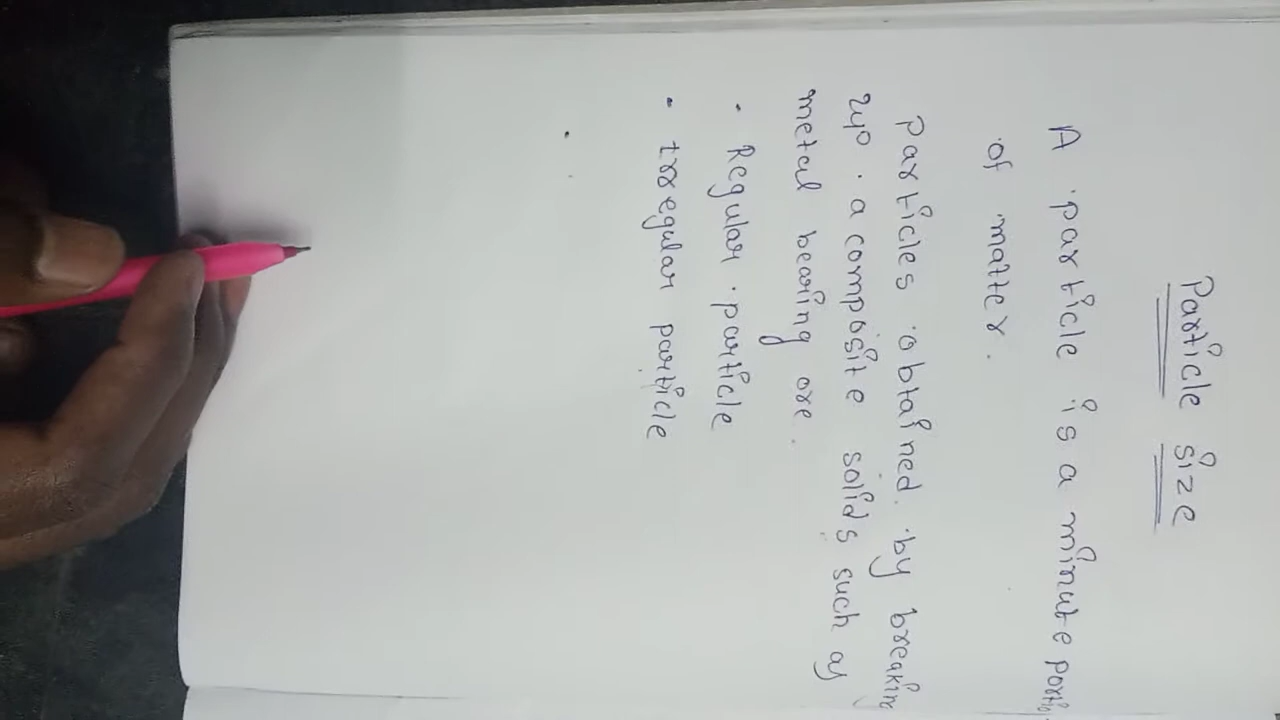 Particle size
A particle is a minute portio
of matter.
Particles obtained by breaking
up a composite solids such as
metal bearing ore.
• Regular particle
• Irregular particle
•